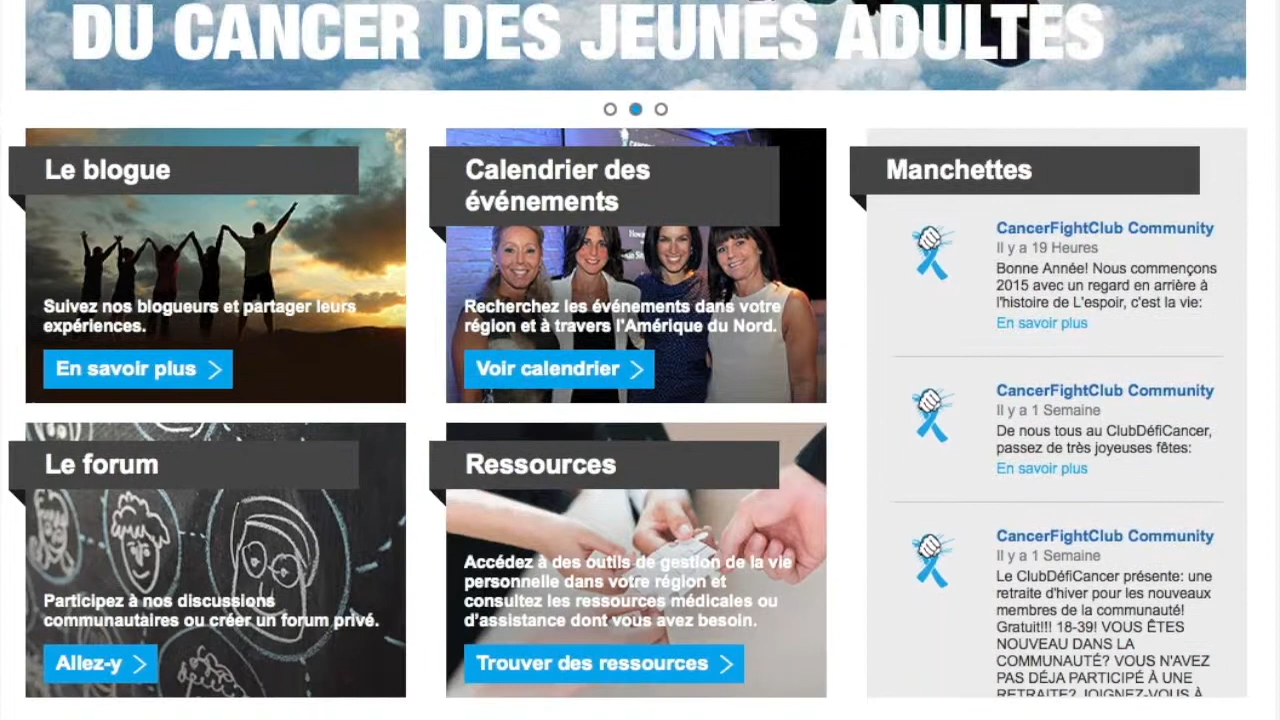 DU CANCER DES JEUNES ADULTES
Le blogue
Suivez nos blogueurs et partager leurs
expériences.
En savoir plus
Calendrier des
événements
Recherchez les événements dans votre
région et à travers l'Amérique du Nord.
Voir calendrier
Le forum
Participez à nos discussions
communautaires ou créer un forum privé.
Allez-y
Ressources
Accédez à des outils de gestion de la vie
personnelle dans votre région et
consultez les ressources médicales ou
d'assistance dont vous avez besoin.
Trouver des ressources
Manchettes
CancerFightClub Community
Il y a 19 Heures
Bonne Année! Nous commençons
2015 avec un regard en arrière à
l'histoire de L'espoir, c'est la vie:
En savoir plus
CancerFightClub Community
Il y a 1 Semaine
De nous tous au ClubDéfiCancer,
passez de très joyeuses fêtes:
En savoir plus
CancerFightClub Community
Il y a 1 Semaine
Le ClubDéfiCancer présente: une
retraite d'hiver pour les nouveaux
membres de la communauté!
Gratuit!!! 18-39! VOUS ÊTES
NOUVEAU DANS LA
COMMUNAUTÉ? VOUS N'AVEZ
PAS DÉJA PARTICIPÉ À UNE
RETRAITE? JOIGNEZ-VOUS À